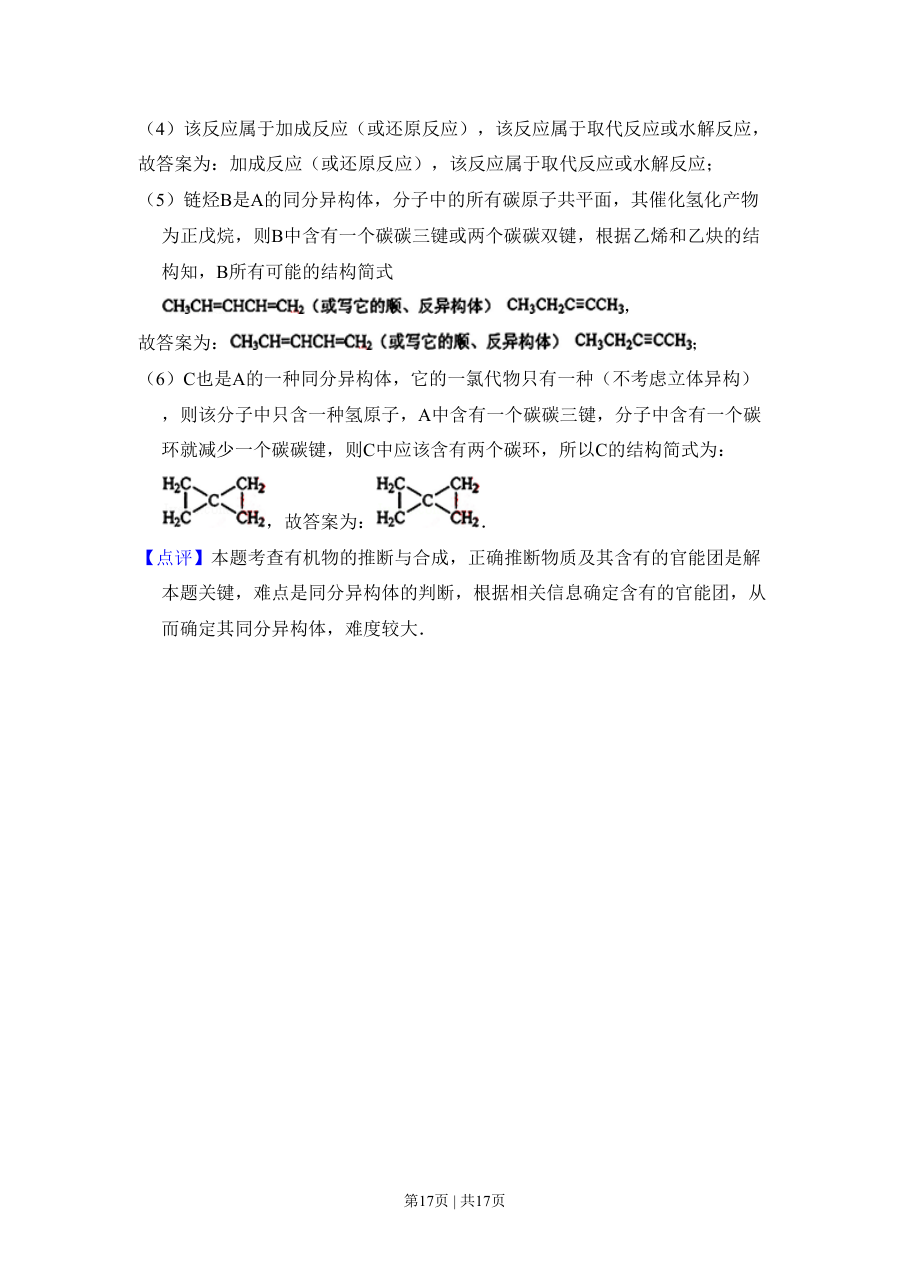 （4）该反应属于加成反应（或还原反应），该反应属于取代反应或水解反应，
故答案为：加成反应（或还原反应），该反应属于取代反应或水解反应；
（5）链烃B是A的同分异构体，分子中的所有碳原子共平面，其催化氢化产物
为正戊烷，则B中含有一个碳碳三键或两个碳碳双键，根据乙烯和乙炔的结
构知，B所有可能的结构简式
CH₃CH=CHCH=CH₂（或写它的顺、反异构体） CH₃CH₂C≡CCH₃，
故答案为：CH₃CH=CHCH=CH₂（或写它的顺、反异构体） CH₃CH₂C≡CCH₃；
（6）C也是A的一种同分异构体，它的一氯代物只有一种（不考虑立体异构）
，则该分子中只含一种氢原子，A中含有一个碳碳三键，分子中含有一个碳
环就减少一个碳碳键，则C中应该含有两个碳环，所以C的结构简式为：
H₂C CH₂ H₂C CH₂
C C
H₂C CH₂，故答案为：H₂C CH₂．
【点评】本题考查有机物的推断与合成，正确推断物质及其含有的官能团是解
本题关键，难点是同分异构体的判断，根据相关信息确定含有的官能团，从
而确定其同分异构体，难度较大．
第17页 | 共17页